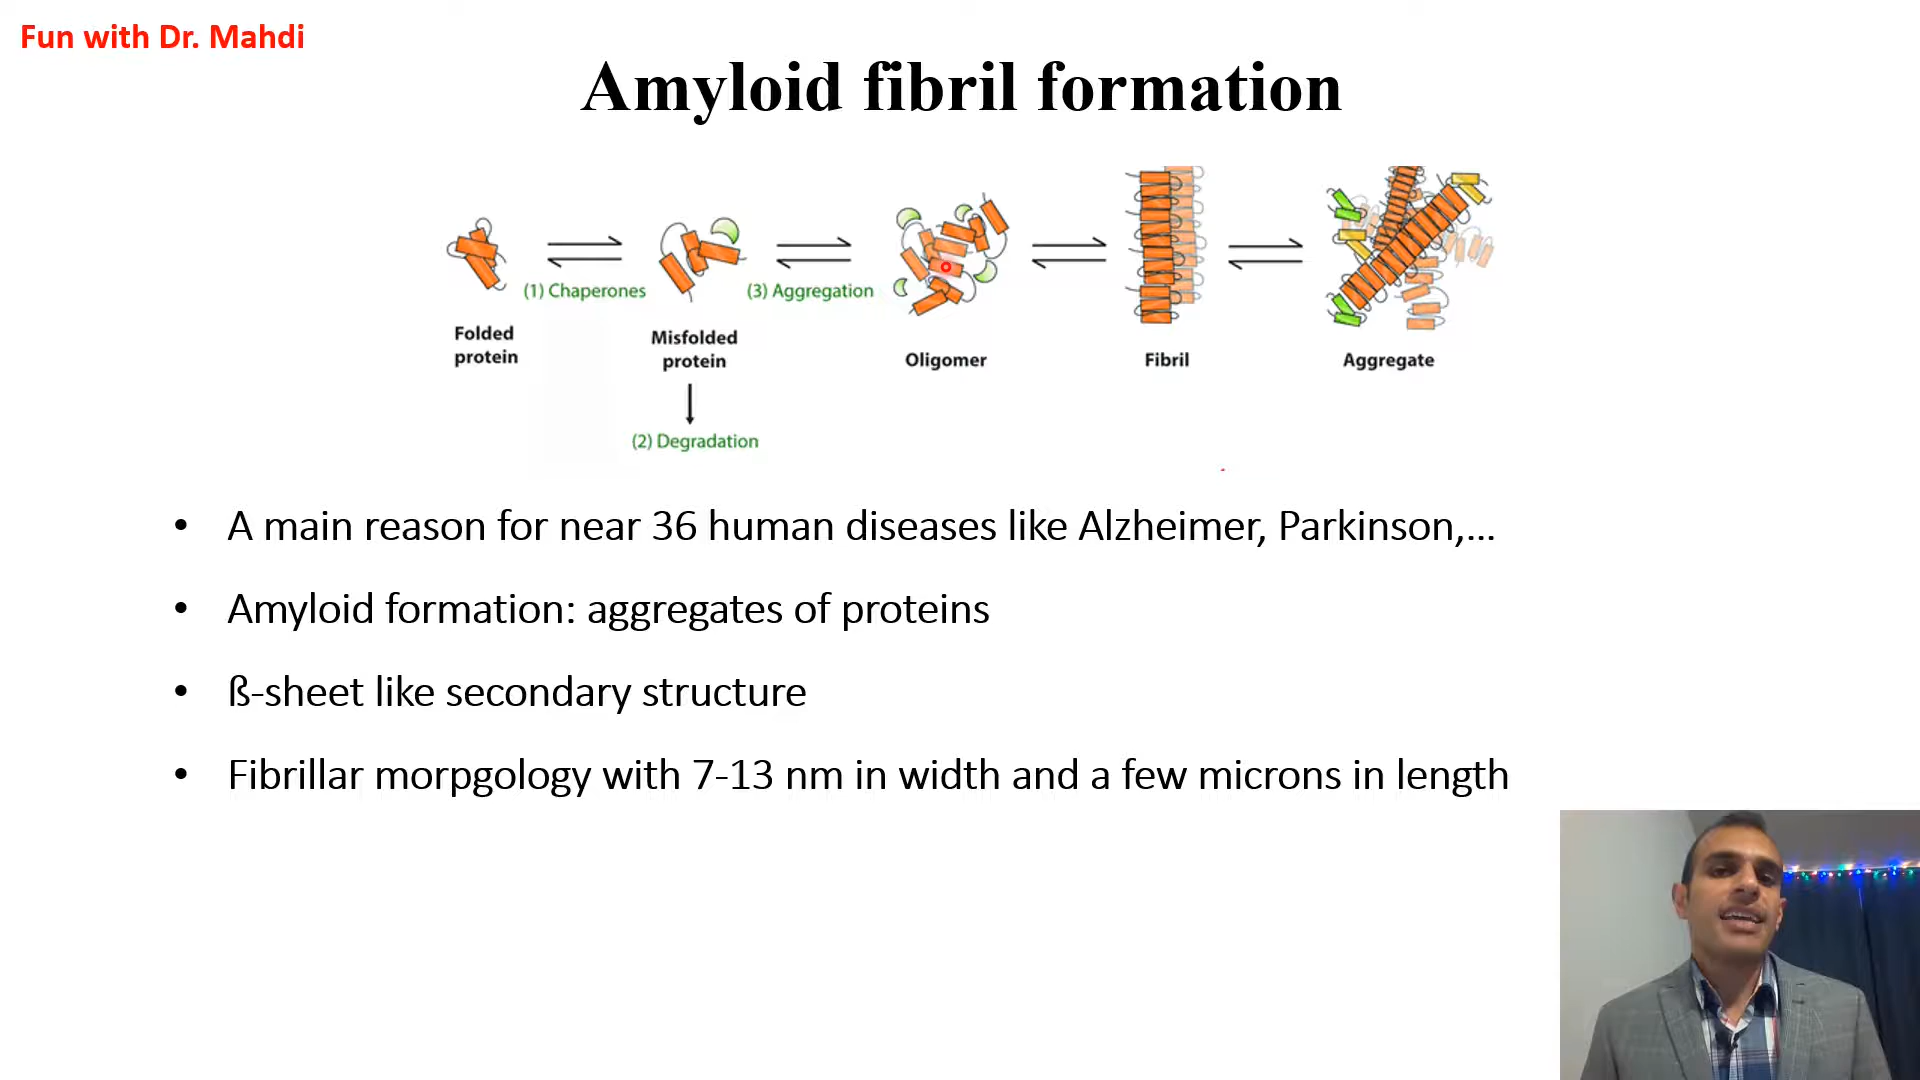 Fun with Dr. Mahdi
Amyloid fibril formation
(1) Chaperones
(3) Aggregation
Folded
protein
Misfolded
protein
Oligomer
Fibril
Aggregate
(2) Degradation
• A main reason for near 36 human diseases like Alzheimer, Parkinson,...
• Amyloid formation: aggregates of proteins
• ß-sheet like secondary structure
• Fibrillar morpgology with 7-13 nm in width and a few microns in length